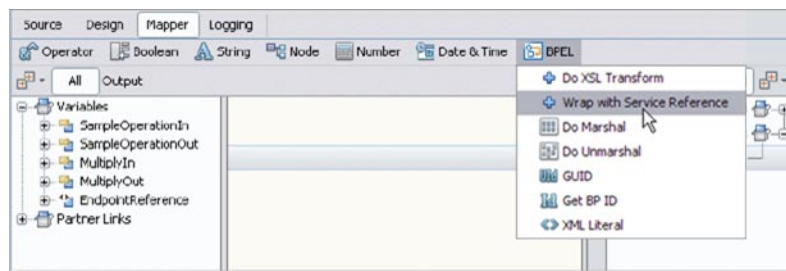 Source Design Mapper Logging
Operator Boolean String Node Number Date & Time BPEL
All Output
Do XSL Transform
Wrap with Service Reference
Do Marshal
Do Unmarshal
GUID
Get BP ID
XML Literal
Variables
SampleOperationIn
SampleOperationOut
MultiplyIn
MultiplyOut
EndpointReference
Partner Links